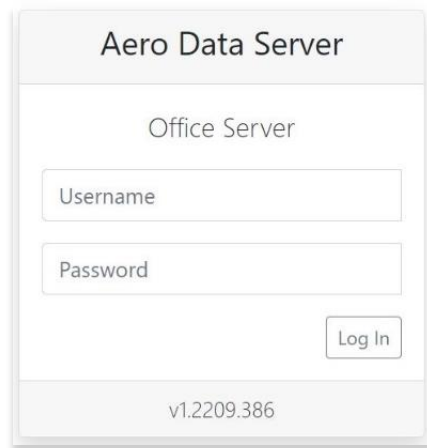 Aero Data Server
Office Server
Username
Password
Log In
v1.2209.386